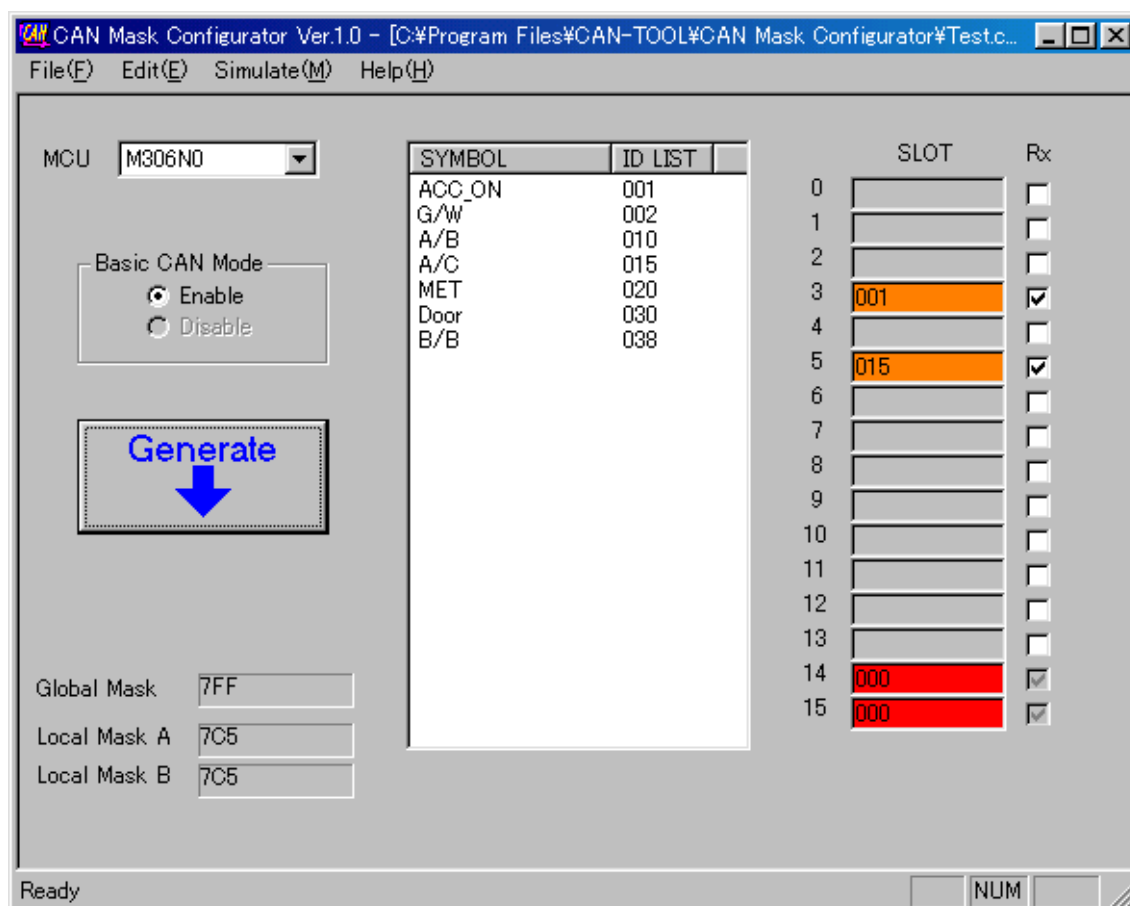 CAN CAN Mask Configurator Ver.1.0 - [C:¥Program Files¥CAN-TOOL¥CAN Mask Configurator¥Test.c...
File(F) Edit(E) Simulate(M) Help(H)
MCU M306N0
Basic CAN Mode
Enable
Disable
Generate
Global Mask 7FF
Local Mask A 7C5
Local Mask B 7C5
SYMBOL ID LIST
ACC_ON 001
G/W 002
A/B 010
A/C 015
MET 020
Door 030
B/B 038
SLOT Rx
0
1
2
3 001
4
5 015
6
7
8
9
10
11
12
13
14 000
15 000
Ready NUM